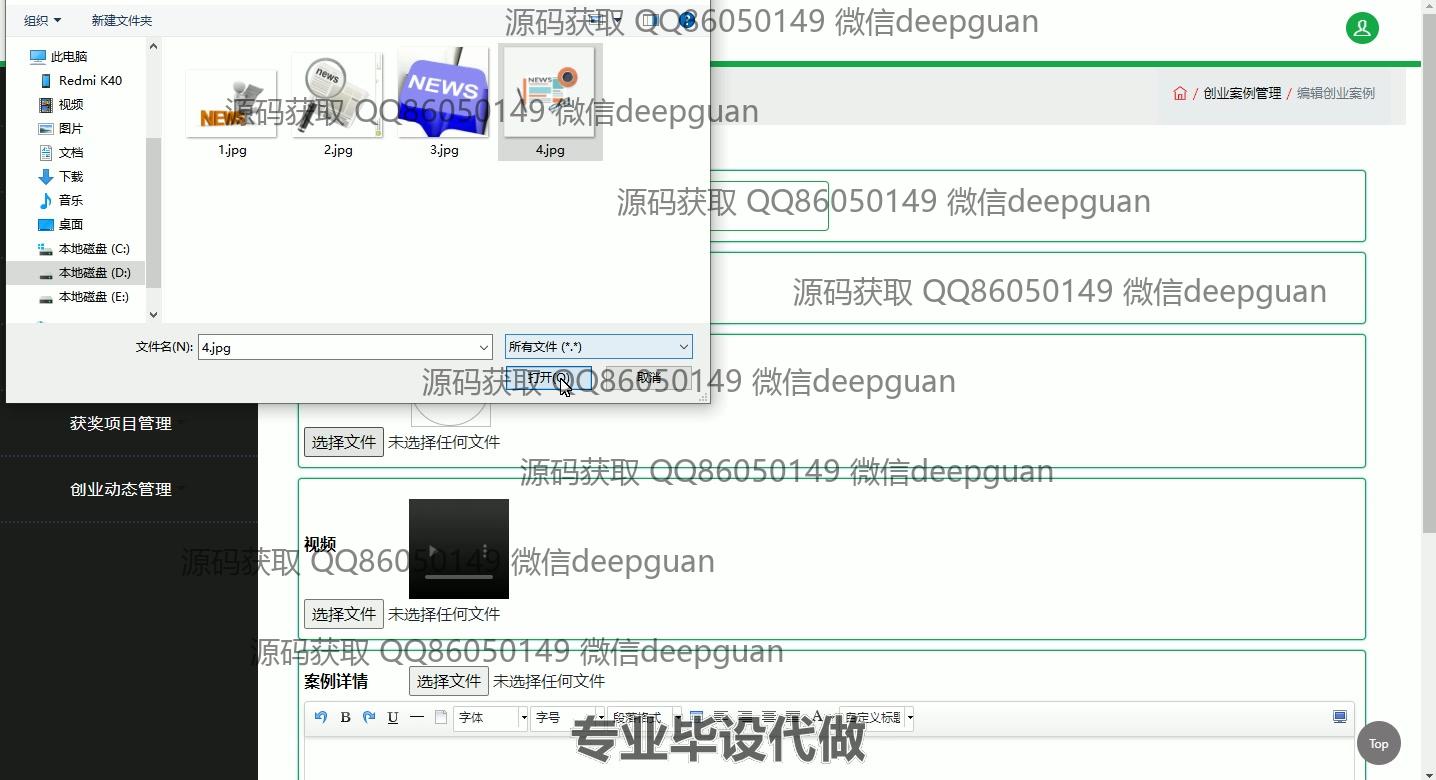 组织 新建文件夹
源码获取 QQ86050149 微信deepguan
此电脑
Redmi K40
视频
图片
文档
下载
音乐
桌面
本地磁盘 (C:)
本地磁盘 (D:)
本地磁盘 (E:)
NEWS
news
NEWS
NEWS
1.jpg 2.jpg 3.jpg 4.jpg
/ 创业案例管理 / 编辑创业案例
源码获取 QQ86050149 微信deepguan
源码获取 QQ86050149 微信deepguan
源码获取 QQ86050149 微信deepguan
文件名(N): 4.jpg 所有文件 (*.*)
打开(O) 取消
源码获取 QQ86050149 微信deepguan
获奖项目管理
选择文件 未选择任何文件
源码获取 QQ86050149 微信deepguan
创业动态管理
视频
源码获取 QQ86050149 微信deepguan
选择文件 未选择任何文件
源码获取 QQ86050149 微信deepguan
案例详情 选择文件 未选择任何文件
B U 字体 字号 段落格式 A 自定义标题
专业毕设代做
Top